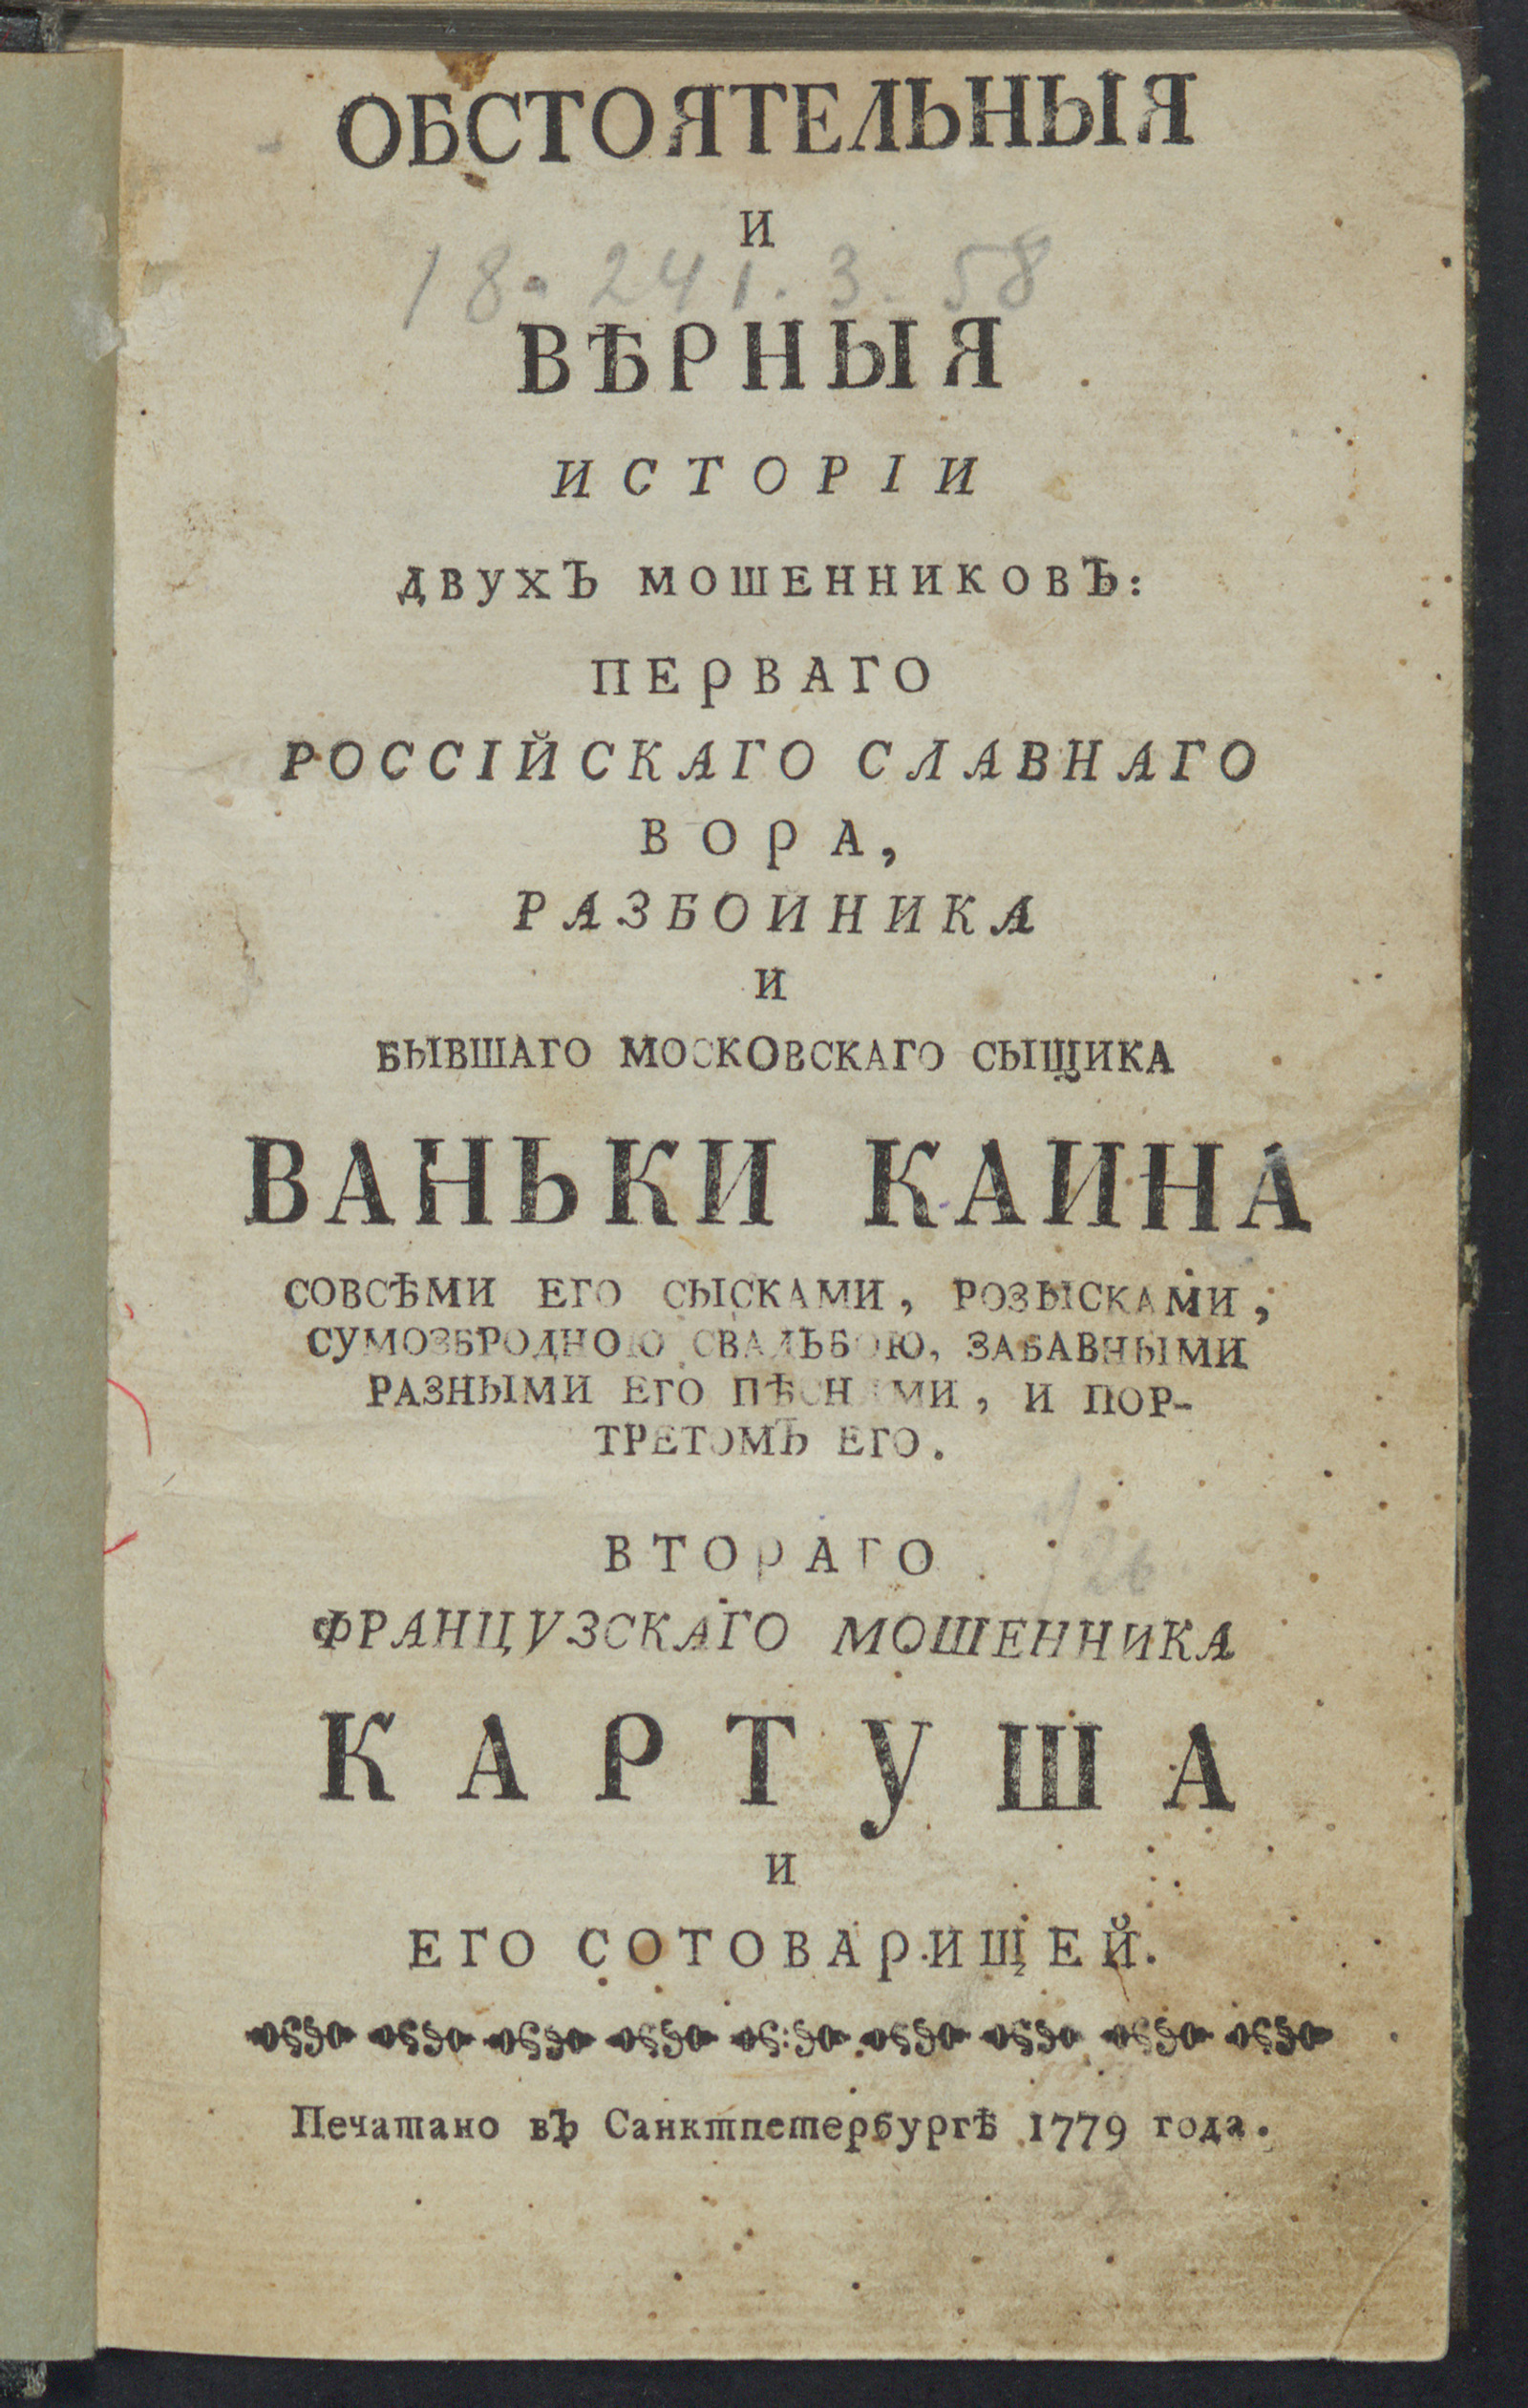 ОБСТОЯТЕЛЬНЫЯ
И
18. 241. 3. 58
ВѢРНЫЯ
ИСТОРІИ
ДВУХЪ МОШЕННИКОВЪ:
ПЕРВАГО
РОССІЙСКАГО СЛАВНАГО
ВОРА,
РАЗБОЙНИКА
И
БЫВШАГО МОСКОВСКАГО СЫЩИКА
ВАНЬКИ КАИНА
СОВСѢМИ ЕГО СЫСКАМИ, РОЗЫСКАМИ,
СУМОЗБРОДНОЮ СВАДЬБОЮ, ЗАБАВНЫМИ
РАЗНЫМИ ЕГО ПѢСНЯМИ, И ПОР-
ТРЕТОМЪ ЕГО.
ВТОРАГО
ФРАНЦУЗСКАГО МОШЕННИКА
КАРТУША
И
ЕГО СОТОВАРИЩЕЙ.
Печатано въ Санктпетербургѣ 1779 года.